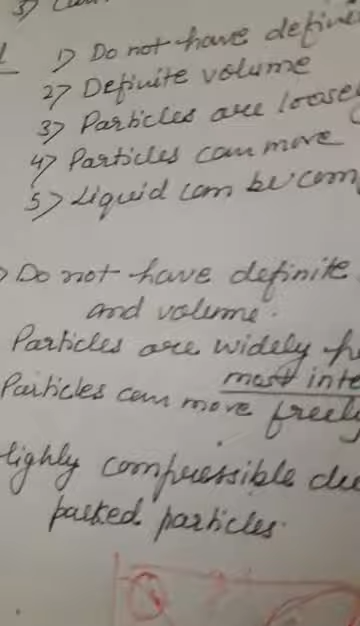 3)
1) Do not have define
2) Definite volume
3) Particles are loosel
4) Particles can move
5) Liquid can be com
Do not have definite
and volume.
Particles are widely
most inte
Particles can move freely
Highly compressible due
packed particles.